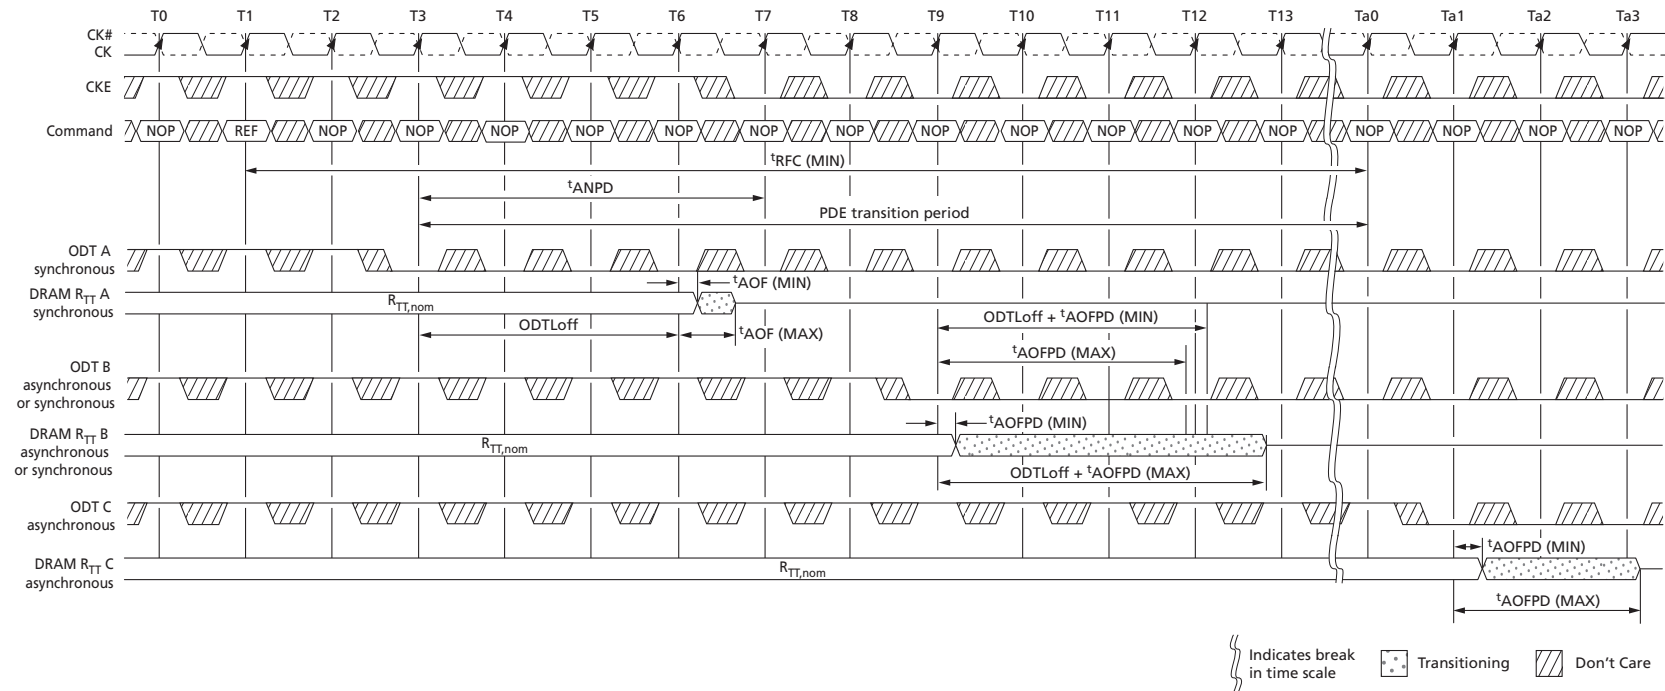 T0 T1 T2 T3 T4 T5 T6 T7 T8 T9 T10 T11 T12 T13 Ta0 Ta1 Ta2 Ta3
CK#
CK
CKE
Command NOP REF NOP NOP NOP NOP NOP NOP NOP NOP NOP NOP NOP NOP NOP NOP NOP NOP
tRFC (MIN)
tANPD
PDE transition period
ODT A
synchronous
tAOF (MIN)
DRAM RTT A
synchronous
RTT,nom
ODTLoff
tAOF (MAX)
ODTLoff + tAOFPD (MIN)
tAOFPD (MAX)
ODT B
asynchronous
or synchronous
tAOFPD (MIN)
DRAM RTT B
asynchronous
or synchronous
RTT,nom
ODTLoff + tAOFPD (MAX)
ODT C
asynchronous
tAOFPD (MIN)
DRAM RTT C
asynchronous
RTT,nom
tAOFPD (MAX)
Indicates break
in time scale
Transitioning
Don't Care